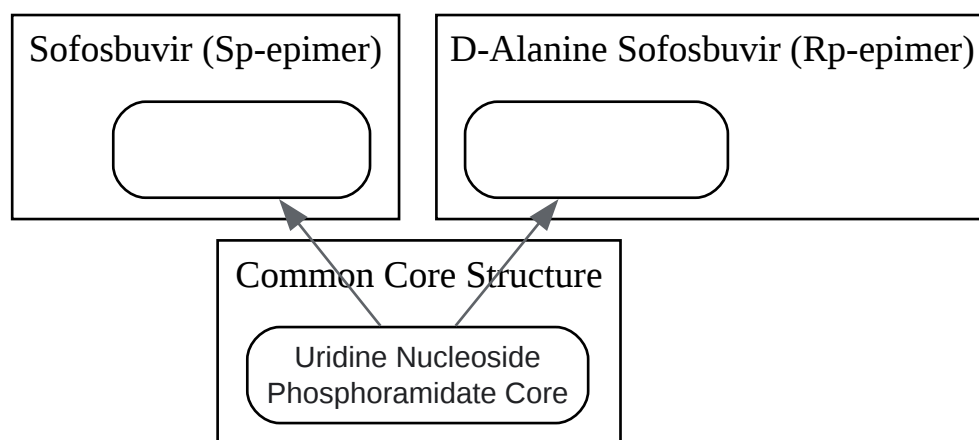 Sofosbuvir (Sp-epimer)
D-Alanine Sofosbuvir (Rp-epimer)
Common Core Structure
Uridine Nucleoside
Phosphoramidate Core